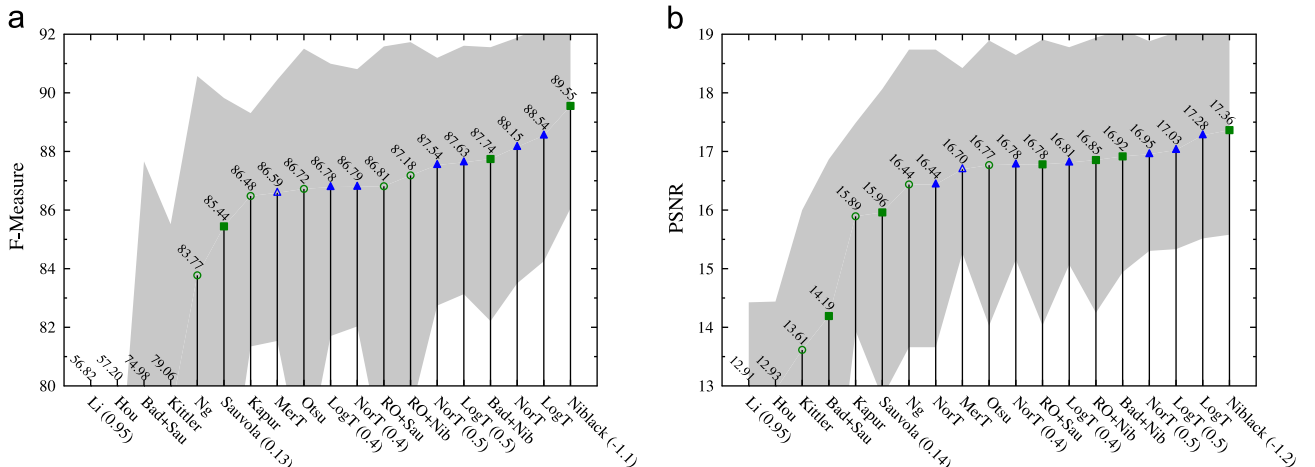 a
F-Measure
92
90
88
86
84
82
80
56.82
57.20
74.98
79.06
83.77
85.44
86.48
86.59
86.72
86.78
86.79
86.81
87.18
87.54
87.63
87.74
88.15
88.54
89.55
Li (0.95)
Hou
Bad+Sau
Kittler
Ng
Sauvola (0.13)
Kapur
MerT
Otsu
LogT (0.4)
NorT (0.4)
RO+Sau
RO+Nib
NorT (0.5)
LogT (0.5)
Bad+Nib
NorT
LogT
Niblack (-1.1)
b
PSNR
19
18
17
16
15
14
13
12.91
12.93
13.61
14.19
15.89
15.96
16.44
16.44
16.70
16.77
16.78
16.78
16.81
16.85
16.92
16.95
17.03
17.28
17.36
Li (0.95)
Hou
Kittler
Bad+Sau
Kapur
Sauvola (0.14)
Ng
NorT
MerT
Otsu
NorT (0.4)
RO+Sau
LogT (0.4)
RO+Nib
Bad+Nib
NorT (0.5)
LogT (0.5)
LogT
Niblack (-1.2)